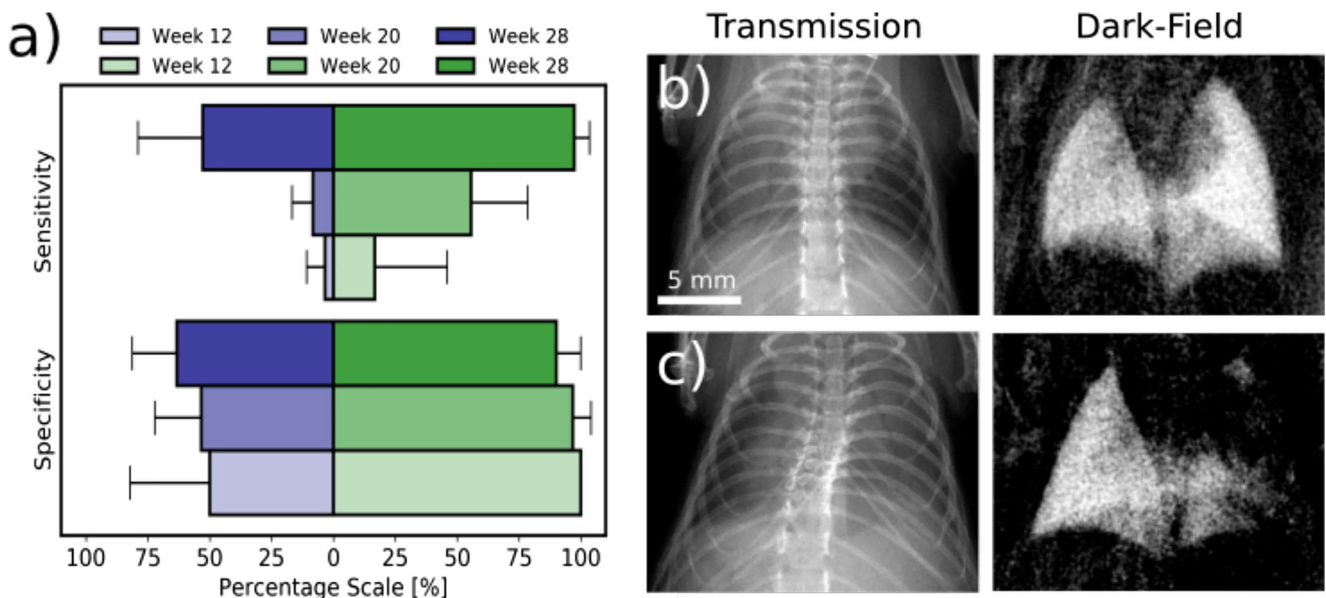 a)
Week 12 Week 20 Week 28
Week 12 Week 20 Week 28
Sensitivity
Specificity
100 75 50 25 0 25 50 75 100
Percentage Scale [%]
Transmission Dark-Field
b)
5 mm
c)